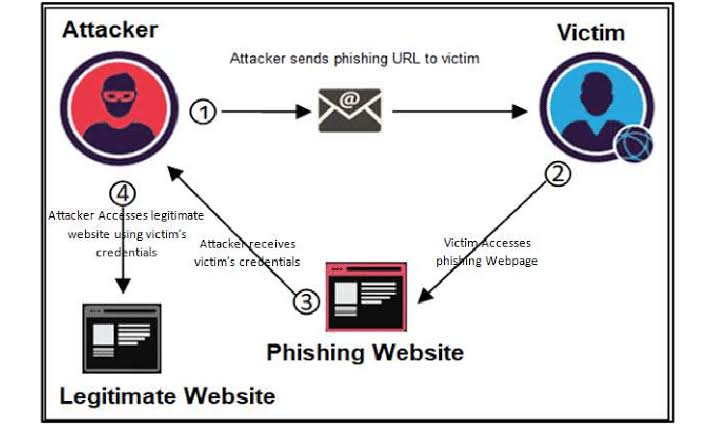 Attacker
Victim
Attacker sends phishing URL to victim
1
@
2
4
Attacker Accesses legitimate
website using victim's
credentials
Attacker receives
victim's credentials
Victim Accesses
phishing Webpage
3
Phishing Website
Legitimate Website